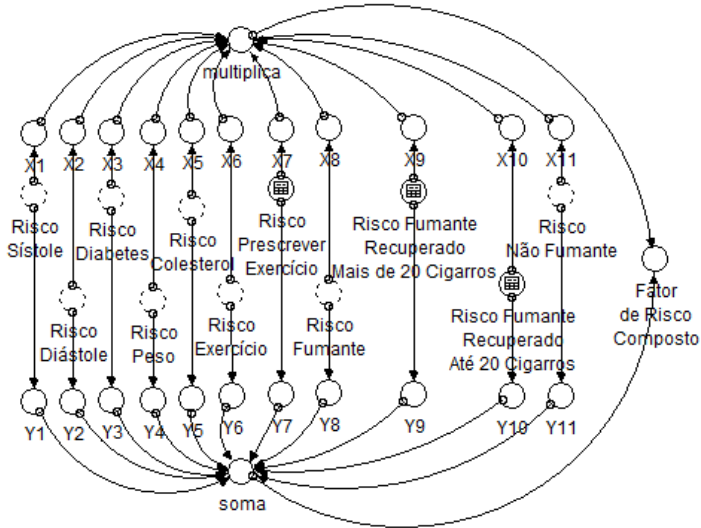 multiplica
X1
X2
X3
X4
X5
X6
X7
X8
X9
X10
X11
Risco
Sístole
Risco
Diabetes
Risco
Colesterol
Risco
Prescrever
Exercício
Risco Fumante
Recuperado
Mais de 20 Cigarros
Risco
Não Fumante
Risco
Diástole
Risco
Peso
Risco
Exercício
Risco
Fumante
Risco Fumante
Recuperado
Até 20 Cigarros
Fator
de Risco
Composto
Y1
Y2
Y3
Y4
Y5
Y6
Y7
Y8
Y9
Y10
Y11
soma